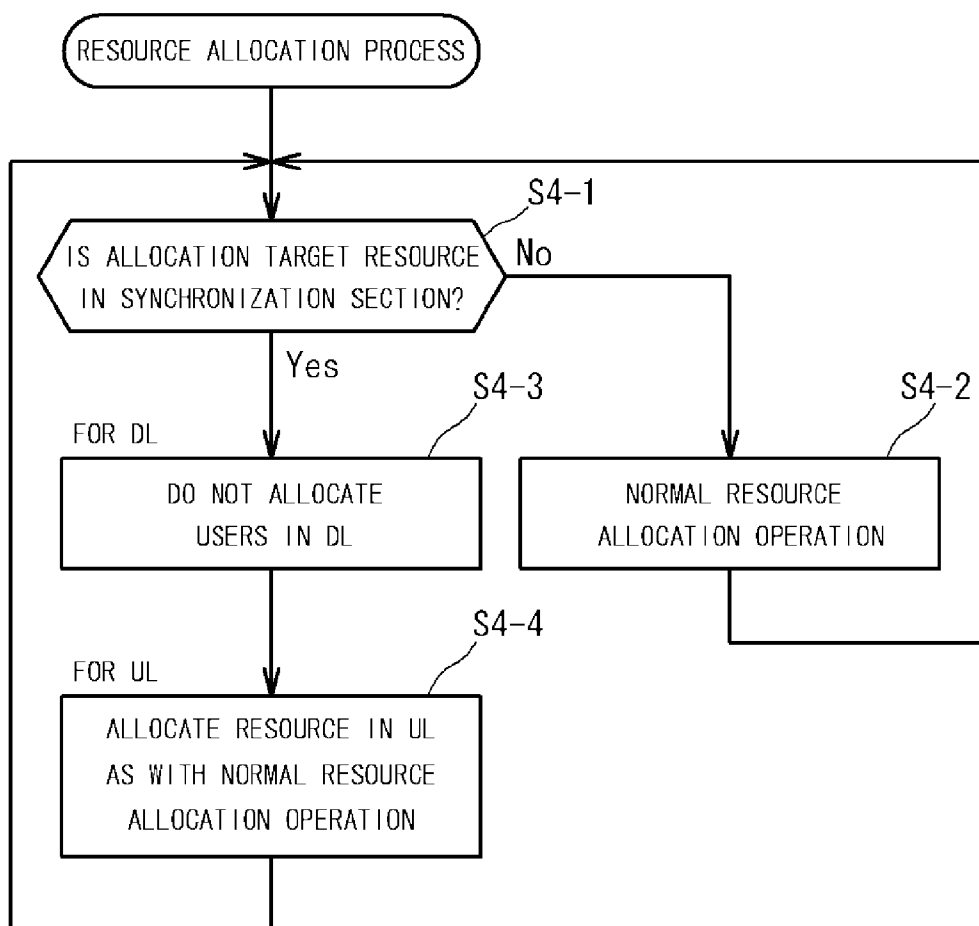 RESOURCE ALLOCATION PROCESS
S4-1
IS ALLOCATION TARGET RESOURCE
IN SYNCHRONIZATION SECTION?
No
Yes
S4-3
S4-2
FOR DL
DO NOT ALLOCATE
USERS IN DL
NORMAL RESOURCE
ALLOCATION OPERATION
S4-4
FOR UL
ALLOCATE RESOURCE IN UL
AS WITH NORMAL RESOURCE
ALLOCATION OPERATION